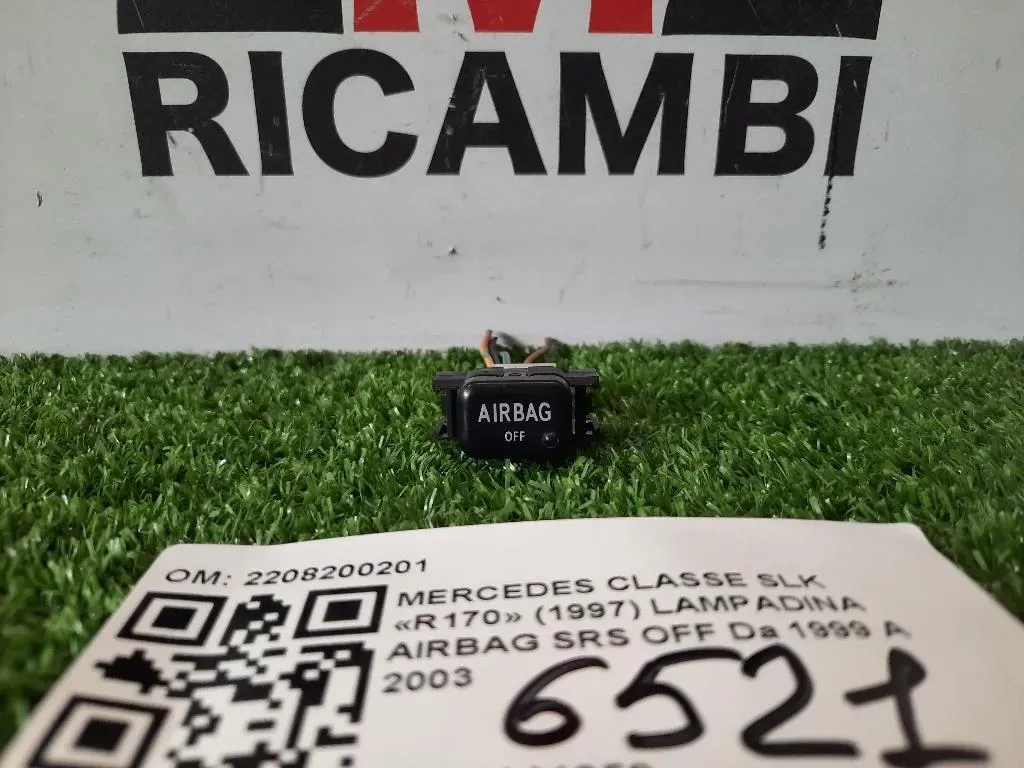 RICAMBI
AIRBAG
OFF
OM: 2208200201
MERCEDES CLASSE SLK
«R170» (1997) LAMPADINA
AIRBAG SRS OFF Da 1999 A
2003
6521